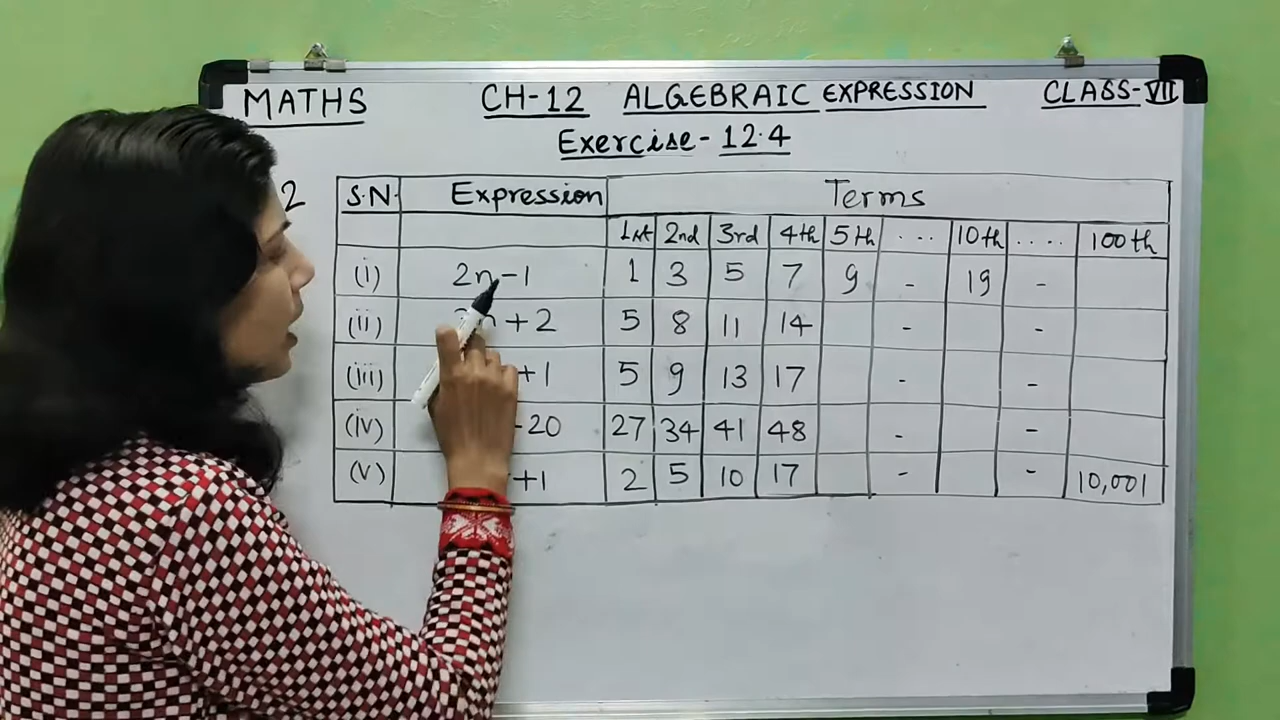 MATHS CH-12 ALGEBRAIC EXPRESSION CLASS-VII
Exercise - 12.4
2
S.N. Expression Terms
1st 2nd 3rd 4th 5th .... 10th .... 100th
(i) 2n-1 1 3 5 7 9 - 19 -
(ii) +2 5 8 11 14 - -
(iii) +1 5 9 13 17 - -
(iv) -20 27 34 41 48 - -
(v) +1 2 5 10 17 - - 10,001